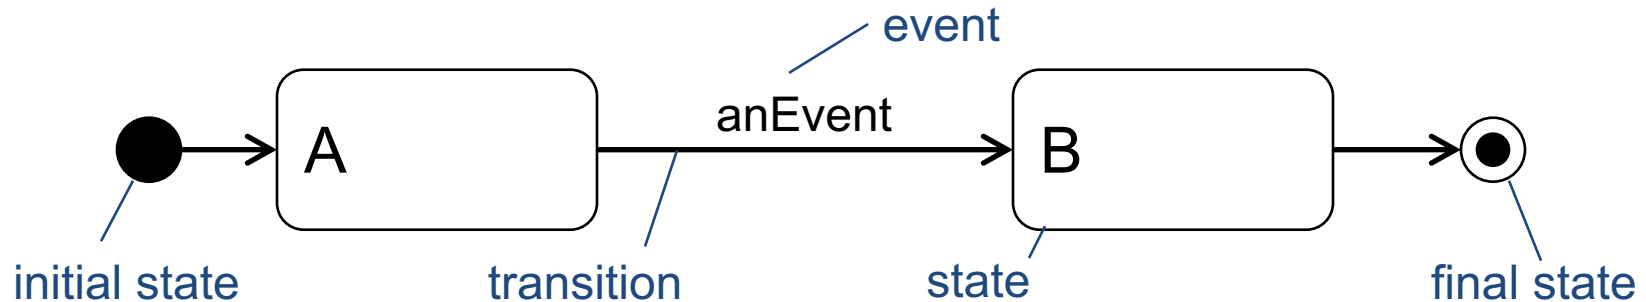 event
anEvent
A
B
initial state
transition
state
final state